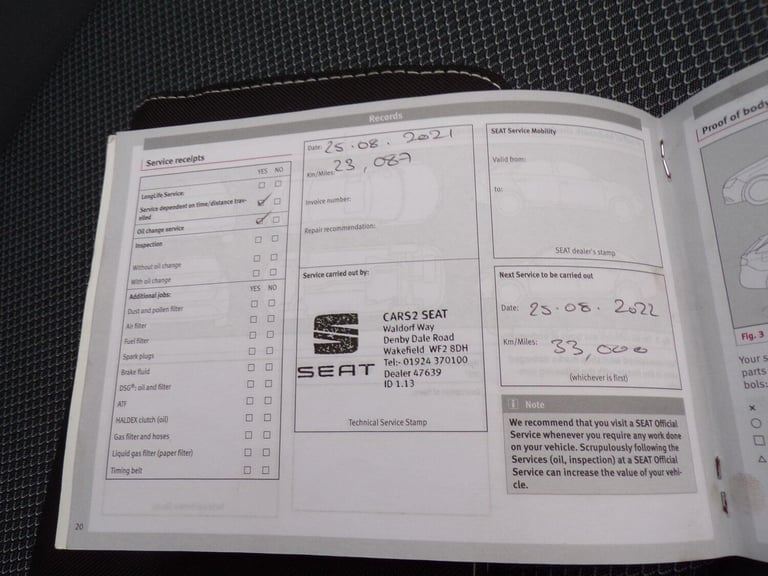 Records
Service receipts
YES NO
LongLife Service:
Service dependent on time/distance trav-
elled
Oil change service
Inspection
Without oil change
With oil change
Additional jobs: YES NO
Dust and pollen filter
Air filter
Fuel filter
Spark plugs
Brake fluid
DSG®: oil and filter
ATF
HALDEX clutch (oil)
Gas filter and hoses
Liquid gas filter (paper filter)
Timing belt
20
Date: 25.08.2021
Km/Miles: 23,087
Invoice number:
Repair recommendation:
Service carried out by:
SEAT
CARS2 SEAT
Waldorf Way
Denby Dale Road
Wakefield WF2 8DH
Tel:- 01924 370100
Dealer 47639
ID 1.13
Technical Service Stamp
SEAT Service Mobility
Valid from:
to:
SEAT dealer's stamp
Next Service to be carried out
Date: 25.08.2022
Km/Miles: 33,000
(whichever is first)
i Note
We recommend that you visit a SEAT Official
Service whenever you require any work done
on your vehicle. Scrupulously following the
Services (oil, inspection) at a SEAT Official
Service can increase the value of your vehi-
cle.
Proof of body
Fig. 3
Your s
parts
bols: